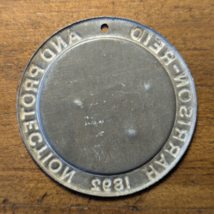 HARRISON-REID AND PROTECTION 1892